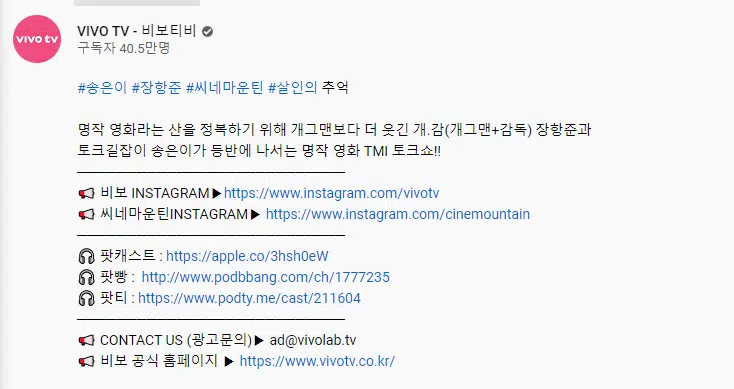 vivo tv
VIVO TV - 비보티비
구독자 40.5만명
#송은이 #장항준 #씨네마운틴 #살인의 추억
명작 영화라는 산을 정복하기 위해 개그맨보다 더 웃긴 개.감(개그맨+감독) 장항준과
토크길잡이 송은이가 등반에 나서는 명작 영화 TMI 토크쇼!!
비보 INSTAGRAM▶https://www.instagram.com/vivotv
씨네마운틴INSTAGRAM▶ https://www.instagram.com/cinemountain
팟캐스트 : https://apple.co/3hsh0eW
팟빵 : http://www.podbbang.com/ch/1777235
팟티 : https://www.podty.me/cast/211604
CONTACT US (광고문의)▶ ad@vivolab.tv
비보 공식 홈페이지 ▶ https://www.vivotv.co.kr/